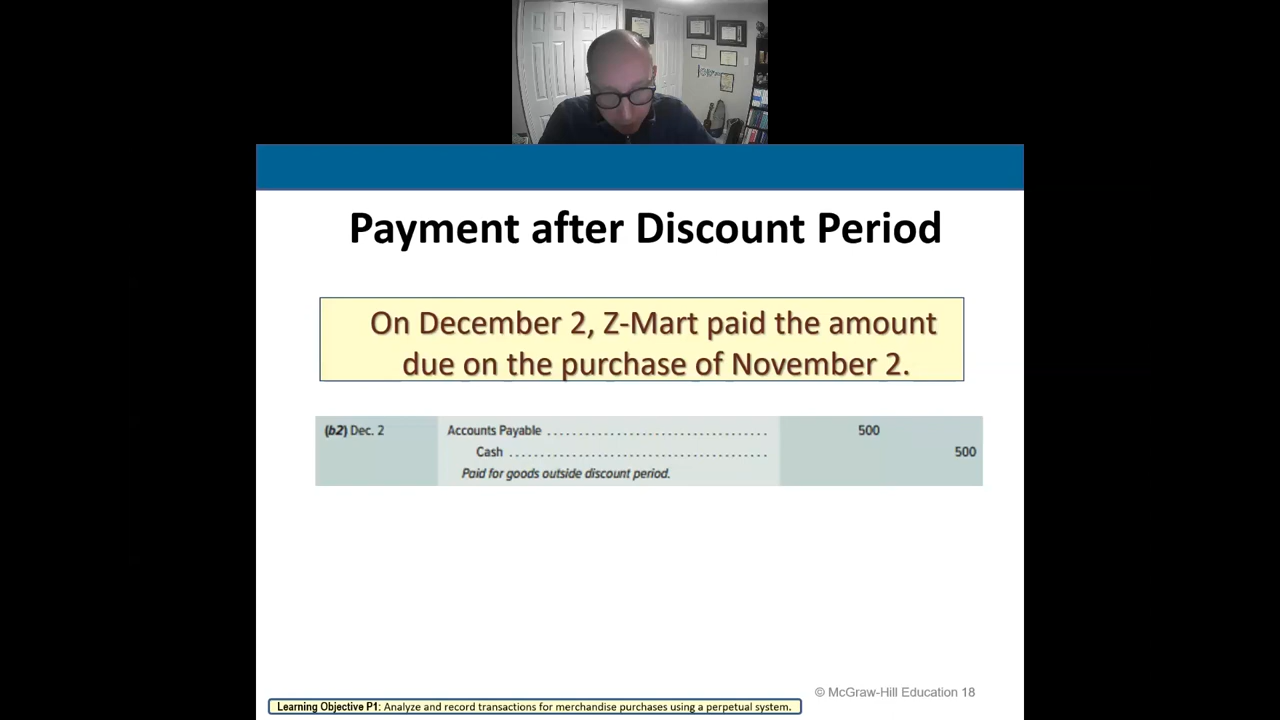 Payment after Discount Period
On December 2, Z-Mart paid the amount
due on the purchase of November 2.
(b2) Dec. 2 Accounts Payable ................................... 500
Cash ......................................... 500
Paid for goods outside discount period.
© McGraw-Hill Education 18
Learning Objective P1: Analyze and record transactions for merchandise purchases using a perpetual system.